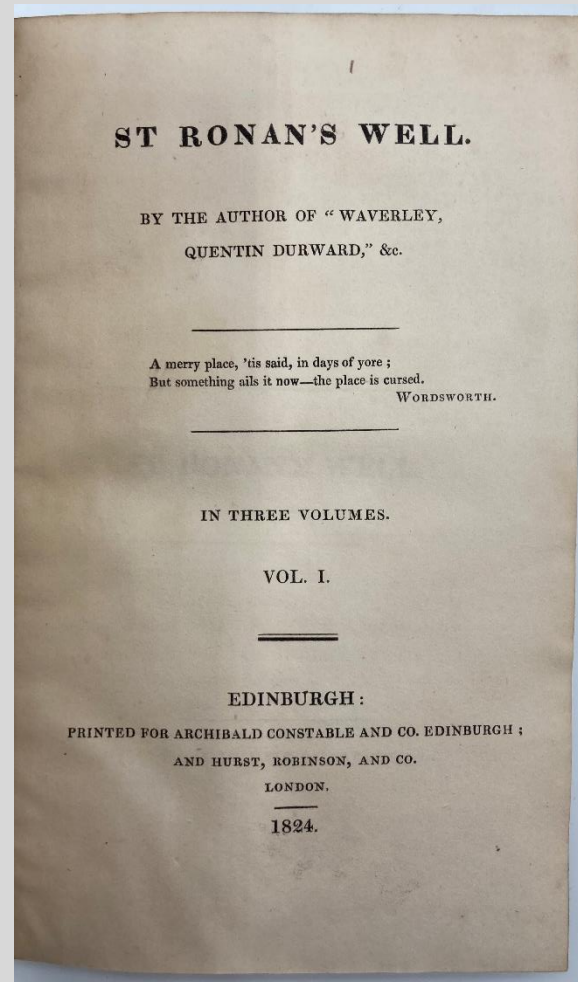 ST RONAN'S WELL.
BY THE AUTHOR OF “ WAVERLEY,
QUENTIN DURWARD,” &c.
A merry place, 'tis said, in days of yore ;
But something ails it now—the place is cursed.
WORDSWORTH.
IN THREE VOLUMES.
VOL. I.
EDINBURGH :
PRINTED FOR ARCHIBALD CONSTABLE AND CO. EDINBURGH ;
AND HURST, ROBINSON, AND CO.
LONDON.
1824.